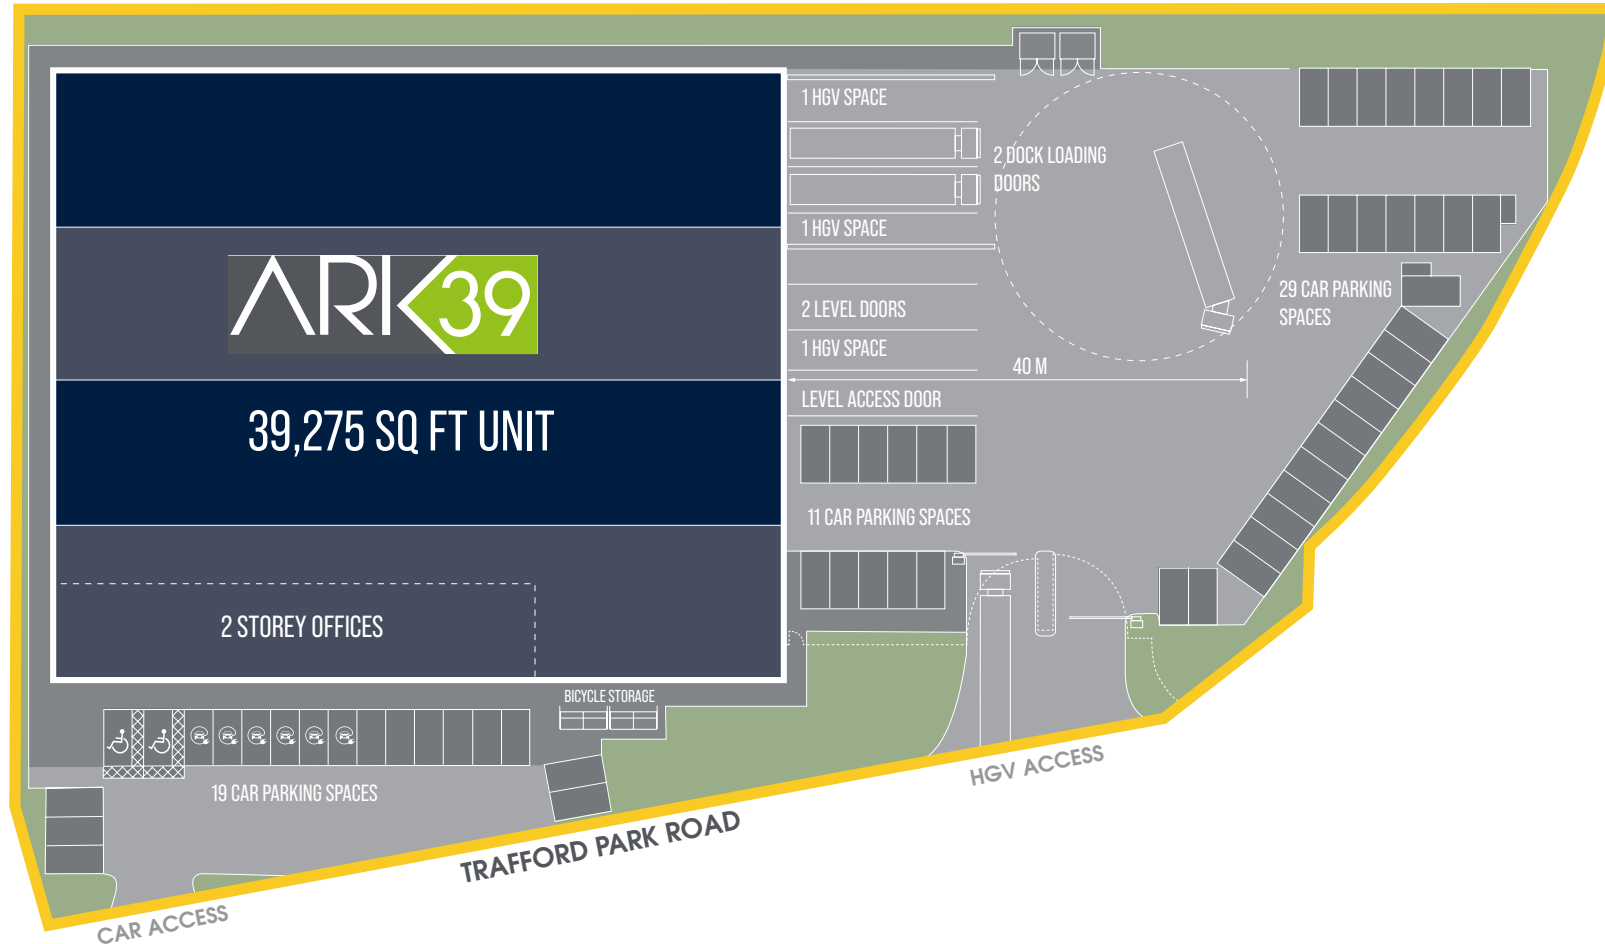 1 HGV SPACE
2 DOCK LOADING
DOORS
1 HGV SPACE
ARK 39
29 CAR PARKING
SPACES
2 LEVEL DOORS
1 HGV SPACE
40 M
LEVEL ACCESS DOOR
39,275 SQ FT UNIT
11 CAR PARKING SPACES
2 STOREY OFFICES
BICYCLE STORAGE
19 CAR PARKING SPACES
HGV ACCESS
TRAFFORD PARK ROAD
CAR ACCESS